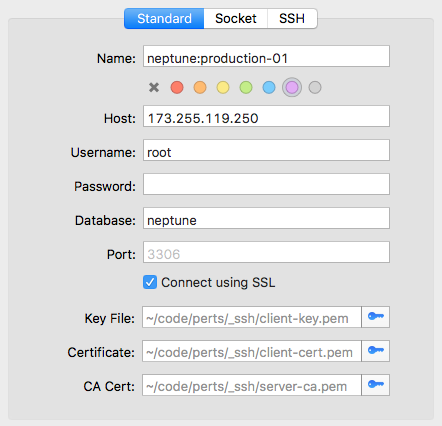 Standard Socket SSH
Name: neptune:production-01
Host: 173.255.119.250
Username: root
Password:
Database: neptune
Port: 3306
Connect using SSL
Key File: ~/code/perts/_ssh/client-key.pem
Certificate: ~/code/perts/_ssh/client-cert.pem
CA Cert: ~/code/perts/_ssh/server-ca.pem